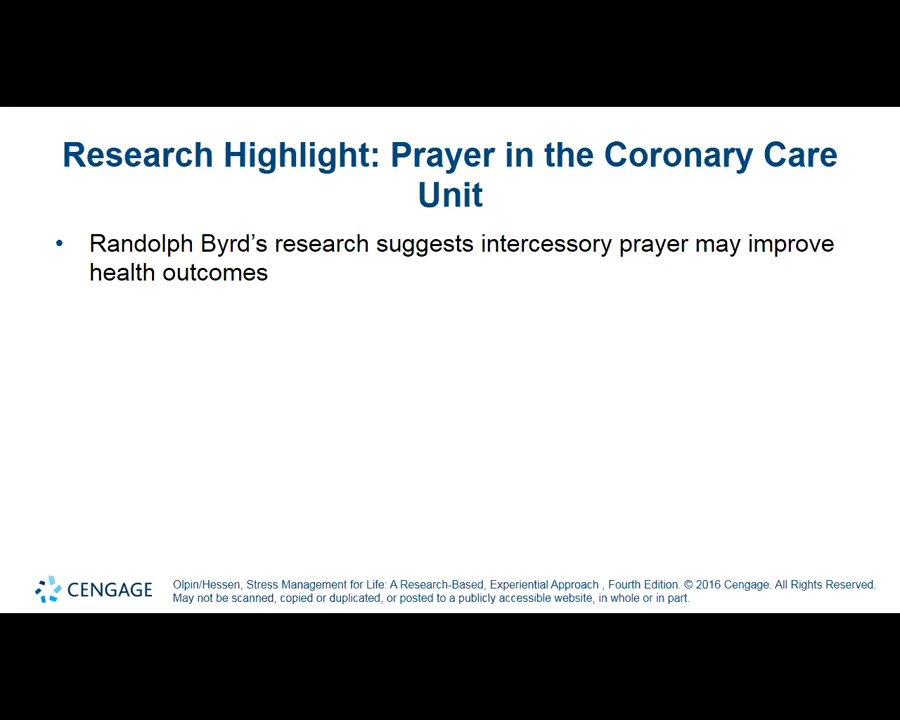 Research Highlight: Prayer in the Coronary Care
Unit
• Randolph Byrd’s research suggests intercessory prayer may improve
health outcomes
CENGAGE
Olpin/Hessen, Stress Management for Life: A Research-Based, Experiential Approach , Fourth Edition. © 2016 Cengage. All Rights Reserved.
May not be scanned, copied or duplicated, or posted to a publicly accessible website, in whole or in part.